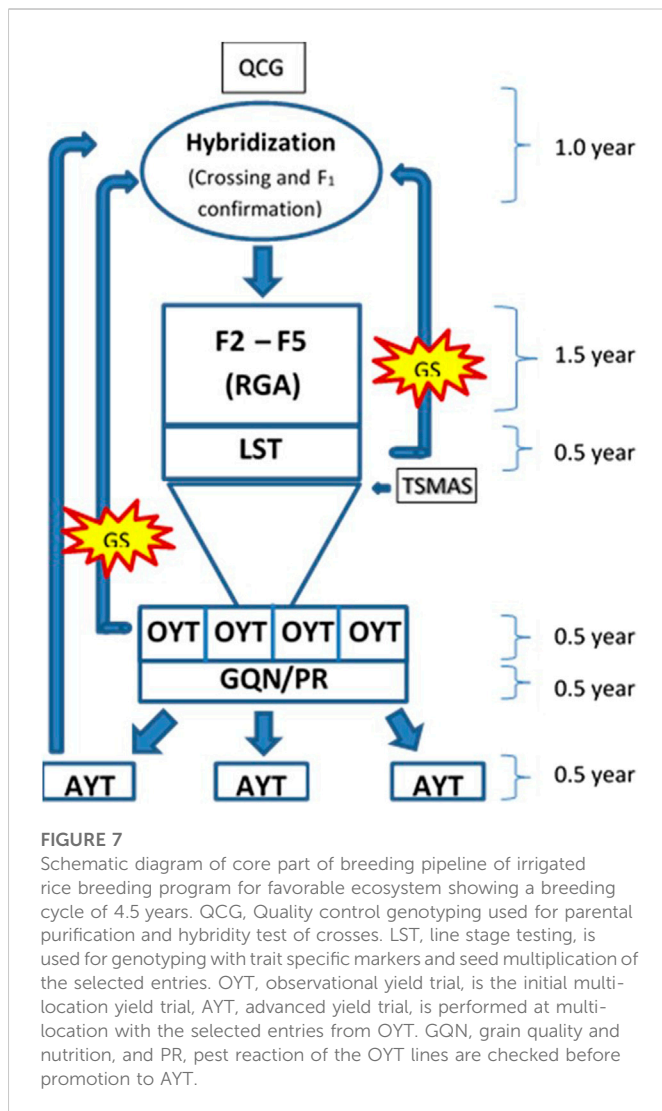 QCG
Hybridization
(Crossing and F1
confirmation)
1.0 year
F2 – F5
(RGA)
GS
1.5 year
LST
0.5 year
TSMAS
GS
OYT OYT OYT OYT
0.5 year
GQN/PR
0.5 year
AYT AYT AYT
0.5 year
FIGURE 7
Schematic diagram of core part of breeding pipeline of irrigated
rice breeding program for favorable ecosystem showing a breeding
cycle of 4.5 years. QCG, Quality control genotyping used for parental
purification and hybridity test of crosses. LST, line stage testing, is
used for genotyping with trait specific markers and seed multiplication of
the selected entries. OYT, observational yield trial, is the initial multi-
location yield trial, AYT, advanced yield trial, is performed at multi-
location with the selected entries from OYT. GQN, grain quality and
nutrition, and PR, pest reaction of the OYT lines are checked before
promotion to AYT.